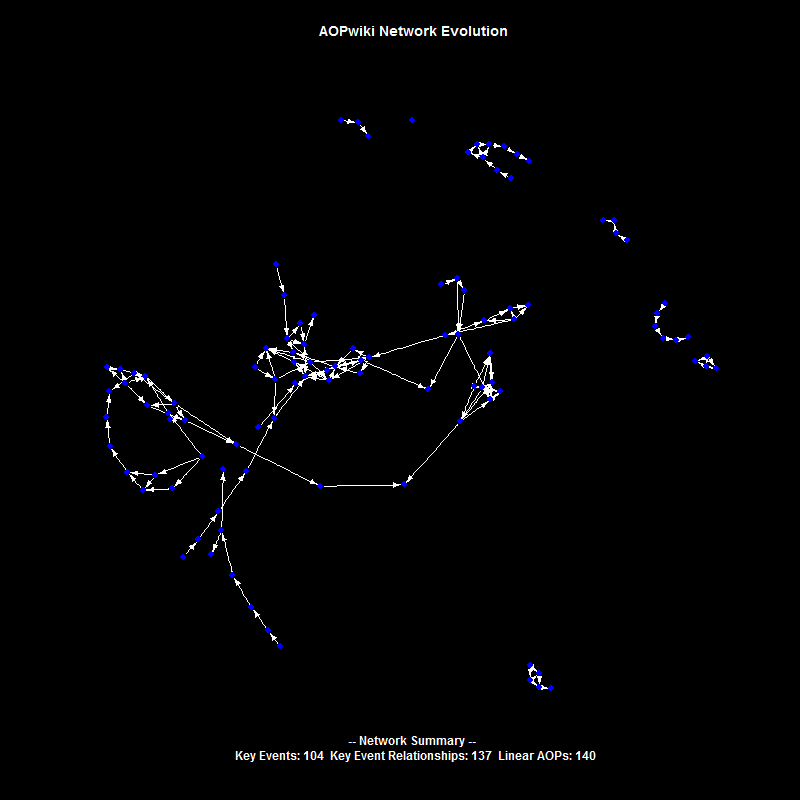 AOPwiki Network Evolution
-- Network Summary --
Key Events: 104  Key Event Relationships: 137  Linear AOPs: 140